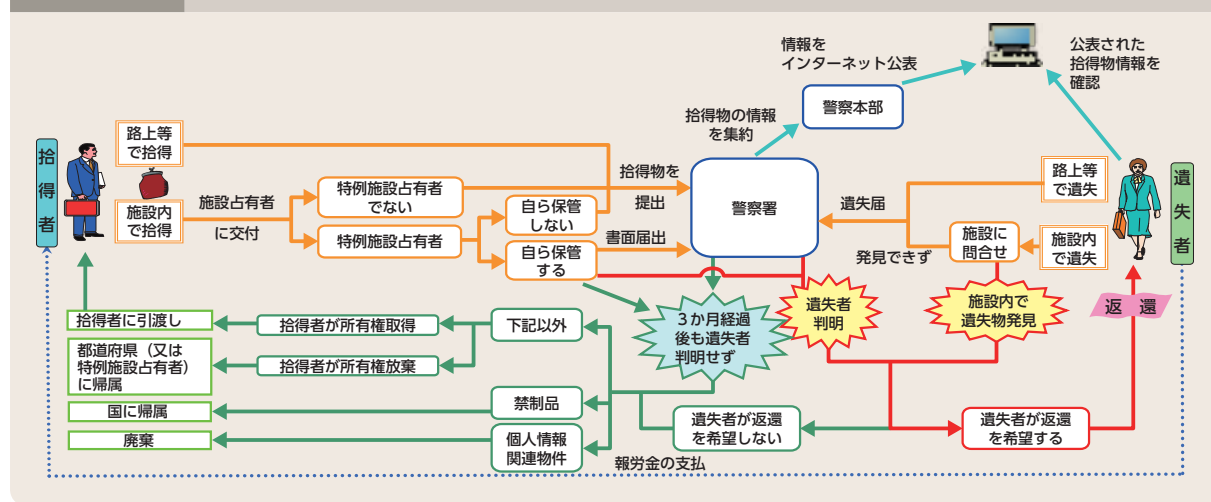 情報を
インターネット公表
公表された
拾得物情報を
確認
警察本部
拾得物の情報
を集約
拾得者
路上等
で拾得
施設内
で拾得
施設占有者
に交付
特例施設占有者
でない
特例施設占有者
自ら保管
しない
自ら保管
する
拾得物を
提出
書面届出
警察署
遺失届
発見できず
路上等
で遺失
施設に
問合せ
施設内
で遺失
遺失者
3か月経過
後も遺失者
判明せず
遺失者
判明
施設内で
遺失物発見
返還
拾得者に引渡し
拾得者が所有権取得
下記以外
都道府県(又は
特例施設占有者)
に帰属
拾得者が所有権放棄
国に帰属
禁制品
廃棄
個人情報
関連物件
遺失者が返還
を希望しない
遺失者が返還
を希望する
報労金の支払